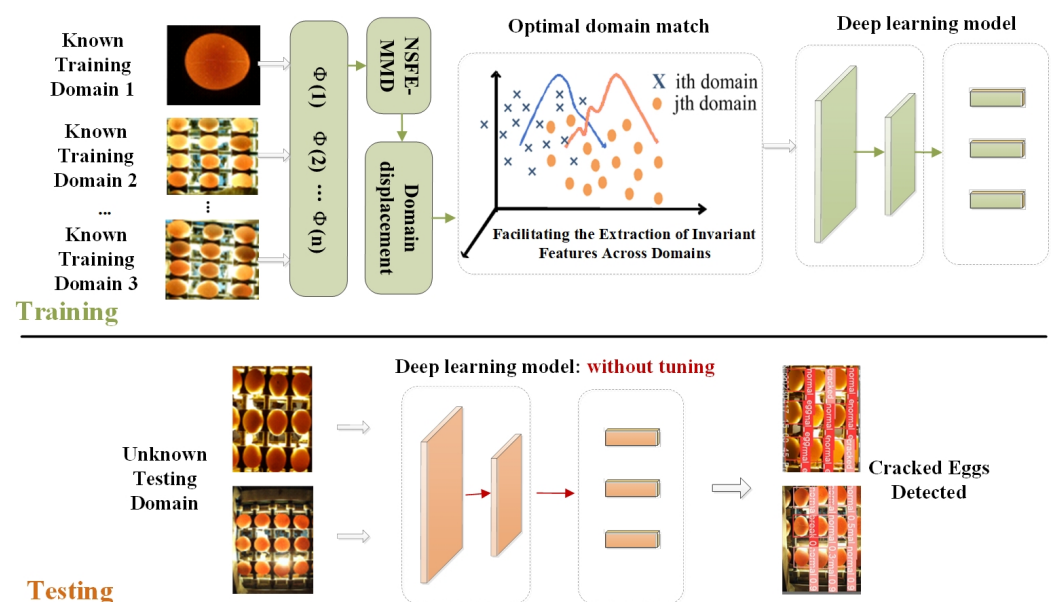 Known
Training
Domain 1
Known
Training
Domain 2
...
Known
Training
Domain 3
Φ(1) Φ(2) ... Φ(n)
NSFE-
MMD
Domain
displacement
Optimal domain match
X ith domain
jth domain
Facilitating the Extraction of Invariant
Features Across Domains
Deep learning model
Training
Deep learning model: without tuning
Unknown
Testing
Domain
Cracked Eggs
Detected
Testing